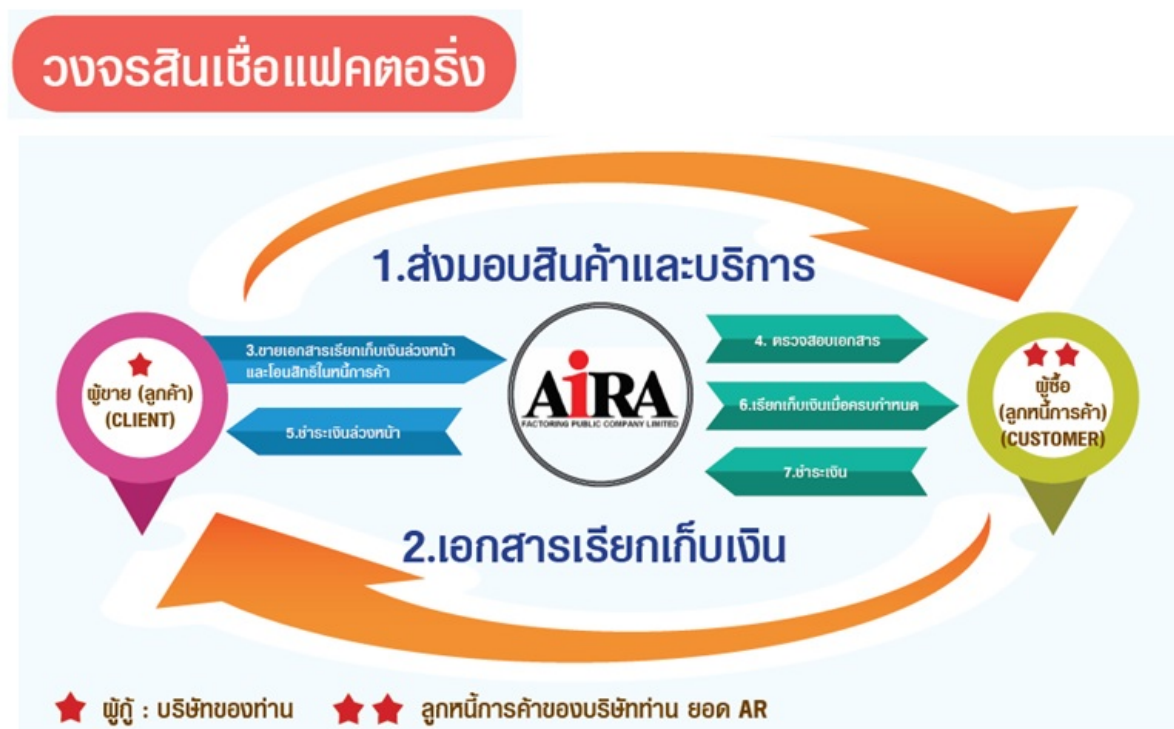 วงจรสินเชื่อแฟคตอริ่ง
1.ส่งมอบสินค้าและบริการ
ผู้ขาย (ลูกค้า)
(CLIENT)
3.ขายเอกสารเรียกเก็บเงินล่วงหน้า
และโอนสิทธิในหนี้การค้า
5.ชำระเงินล่วงหน้า
AiRA
FACTORING PUBLIC COMPANY LIMITED
4. ตรวจสอบเอกสาร
6.เรียกเก็บเงินเมื่อครบกำหนด
7.ชำระเงิน
ผู้ซื้อ
(ลูกหนี้การค้า)
(CUSTOMER)
2.เอกสารเรียกเก็บเงิน
ผู้กู้ : บริษัทของท่าน
ลูกหนี้การค้าของบริษัทท่าน ยอด AR